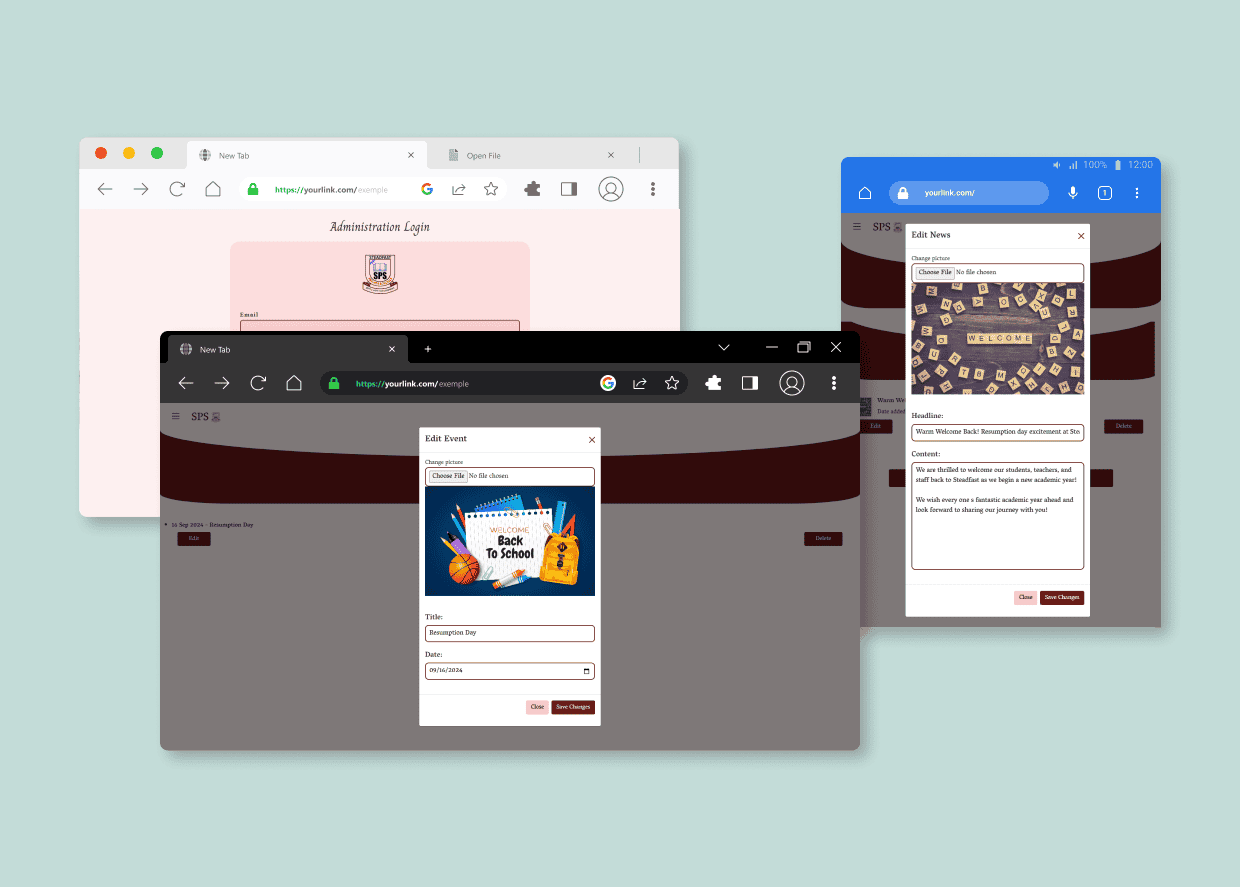 New Tab
Open File
https://yourlink.com/exemple
Administration Login
STEADFAST
SPS
Email
New Tab
https://yourlink.com/exemple
SPS
15 Sep 2024 - Resumption Day
Edit
Delete
Edit Event
Change picture
Choose File No file chosen
WELCOME
Back
To School
Title:
Resumption Day
Date:
09/16/2024
Close
Save Changes
100%
12:00
yourlink.com/
1
SPS
Warm We
Date added
Edit
Delete
Edit News
Change picture
Choose File No file chosen
WELCOME
Headline:
Warm Welcome Back! Resumption day excitement at Ste
Content:
We are thrilled to welcome our students, teachers, and
staff back to Steadfast as we begin a new academic year!
We wish every one s fantastic academic year ahead and
look forward to sharing our journey with you!
Close
Save Changes